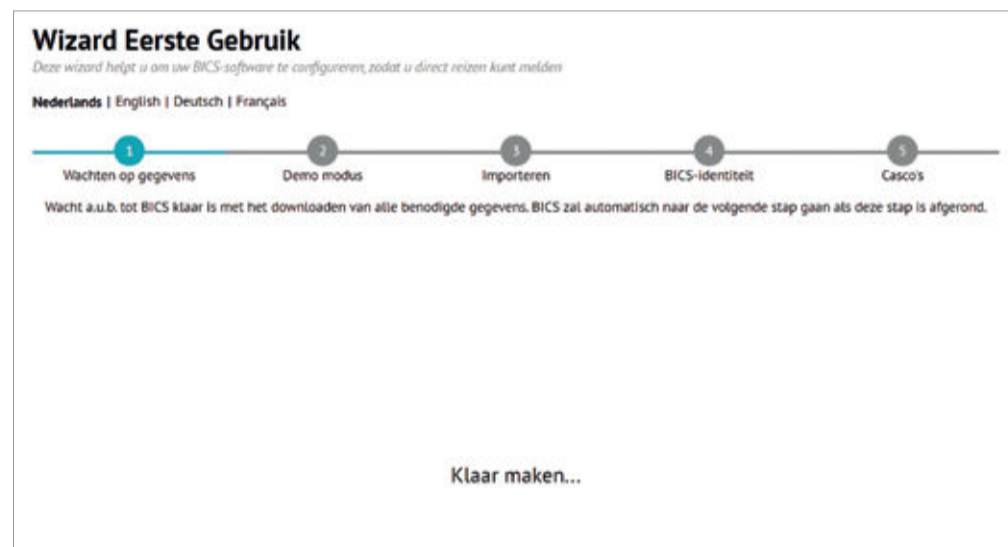 Wizard Eerste Gebruik
Deze wizard helpt u om uw BICS-software te configureren, zodat u direct reizen kunt melden
Nederlands | English | Deutsch | Français
1 2 3 4 5
Wachten op gegevens Demo modus Importeren BICS-identiteit Casco's
Wacht a.u.b. tot BICS klaar is met het downloaden van alle benodigde gegevens. BICS zal automatisch naar de volgende stap gaan als deze stap is afgerond.
Klaar maken...